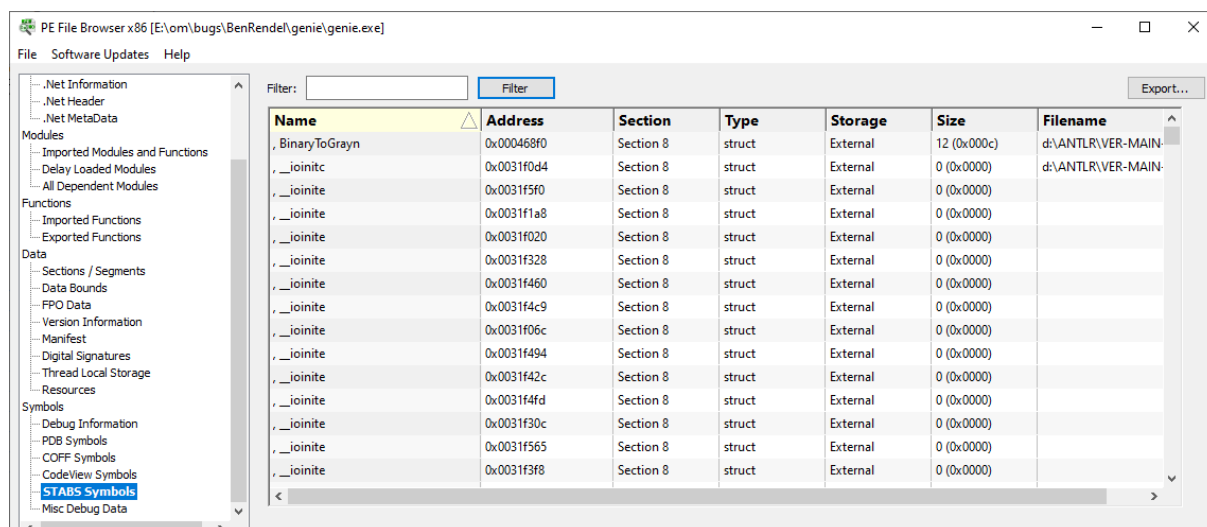 PE File Browser x86 [E:\om\bugs\BenRendel\genie\genie.exe]
File Software Updates Help
.Net Information
.Net Header
.Net MetaData
Modules
Imported Modules and Functions
Delay Loaded Modules
All Dependent Modules
Functions
Imported Functions
Exported Functions
Data
Sections / Segments
Data Bounds
FPO Data
Version Information
Manifest
Digital Signatures
Thread Local Storage
Resources
Symbols
Debug Information
PDB Symbols
COFF Symbols
CodeView Symbols
STABS Symbols
Misc Debug Data
Filter: Filter Export...
Name Address Section Type Storage Size Filename
, BinaryToGrayn 0x000468f0 Section 8 struct External 12 (0x000c) d:\ANTLR\VER-MAIN-
, __ioinitc 0x0031f0d4 Section 8 struct External 0 (0x0000) d:\ANTLR\VER-MAIN-
, __ioinite 0x0031f5f0 Section 8 struct External 0 (0x0000)
, __ioinite 0x0031f1a8 Section 8 struct External 0 (0x0000)
, __ioinite 0x0031f020 Section 8 struct External 0 (0x0000)
, __ioinite 0x0031f328 Section 8 struct External 0 (0x0000)
, __ioinite 0x0031f460 Section 8 struct External 0 (0x0000)
, __ioinite 0x0031f4c9 Section 8 struct External 0 (0x0000)
, __ioinite 0x0031f06c Section 8 struct External 0 (0x0000)
, __ioinite 0x0031f494 Section 8 struct External 0 (0x0000)
, __ioinite 0x0031f42c Section 8 struct External 0 (0x0000)
, __ioinite 0x0031f4fd Section 8 struct External 0 (0x0000)
, __ioinite 0x0031f30c Section 8 struct External 0 (0x0000)
, __ioinite 0x0031f565 Section 8 struct External 0 (0x0000)
, __ioinite 0x0031f3f8 Section 8 struct External 0 (0x0000)